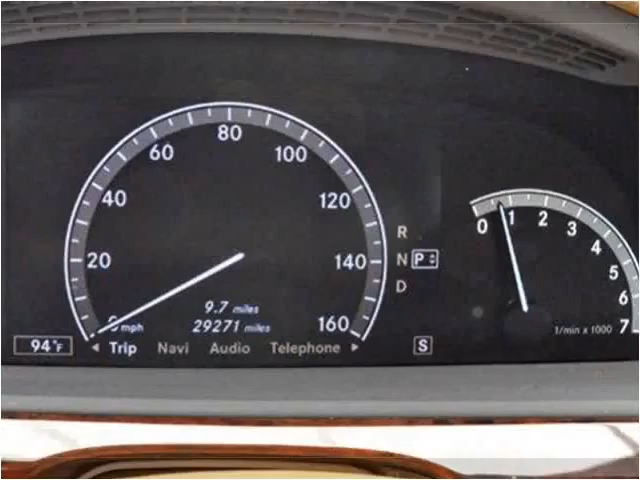 80
60 100
40 120
20 140
0 mph 160
9.7 miles
29271 miles
94°F
Trip Navi Audio Telephone
R
N P
D
S
0 1 2 3 4 5 6 7
1/min x 1000